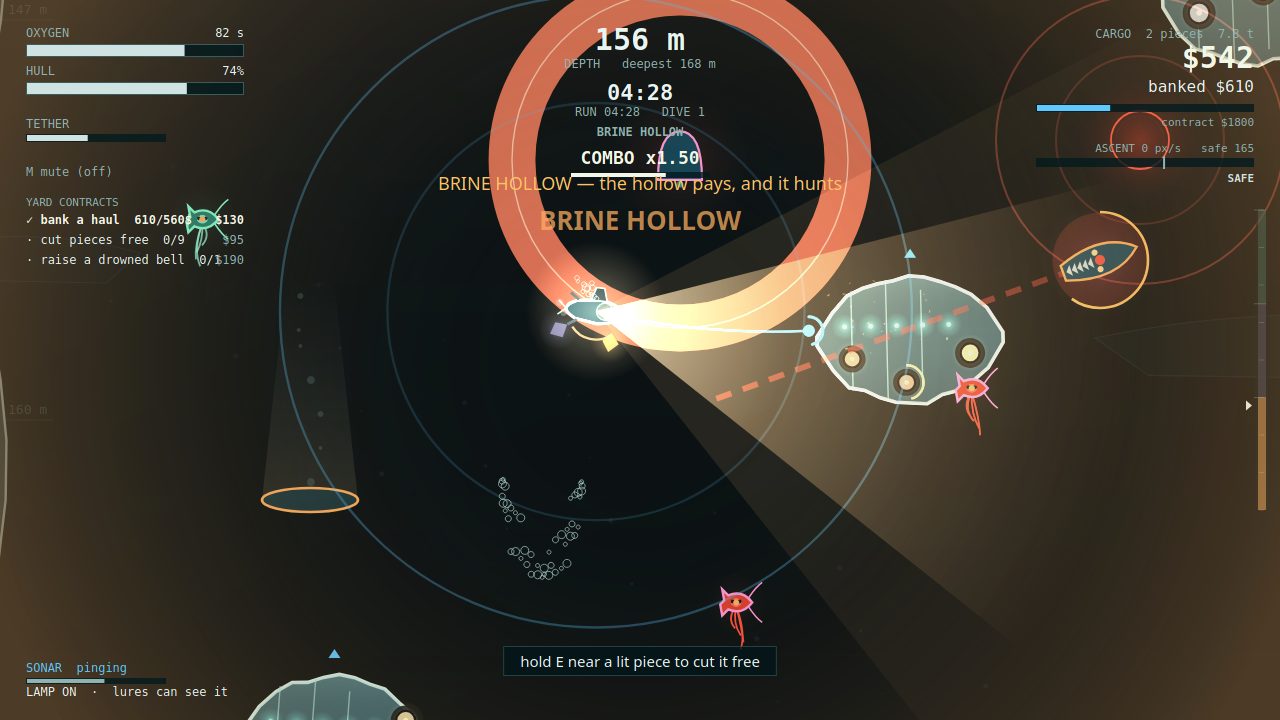 147 m
OXYGEN 82 s
HULL 74%
TETHER
M mute (off)
YARD CONTRACTS
✓ bank a haul 610/560$ $130
· cut pieces free 0/9 $95
· raise a drowned bell 0/1 $190
160 m
156 m
DEPTH deepest 168 m
04:28
RUN 04:28 DIVE 1
BRINE HOLLOW
COMBO x1.50
BRINE HOLLOW — the hollow pays, and it hunts
BRINE HOLLOW
CARGO 2 pieces 7.8 t
$542
banked $610
contract $1800
ASCENT 0 px/s safe 165
SAFE
hold E near a lit piece to cut it free
SONAR pinging
LAMP ON · lures can see it